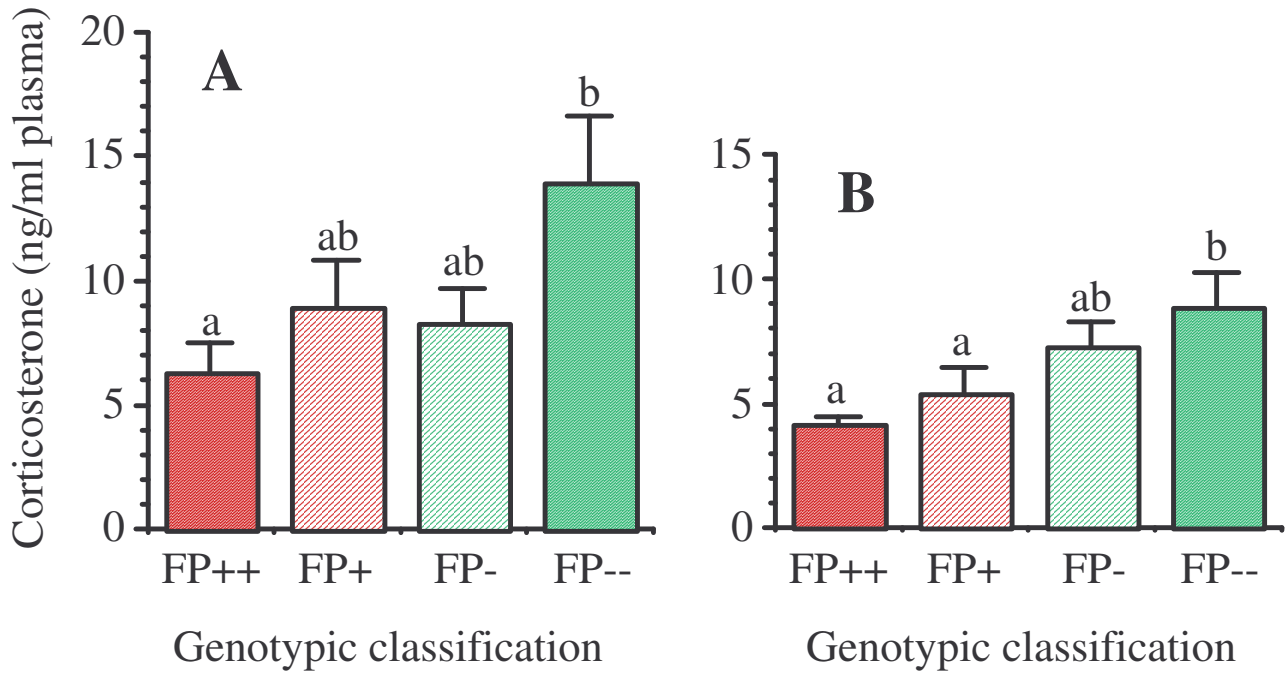 Corticosterone (ng/ml plasma)
20
15
10
5
0
A
a
ab
ab
b
FP++ FP+ FP- FP--
Genotypic classification
15
10
5
0
B
a
a
ab
b
FP++ FP+ FP- FP--
Genotypic classification